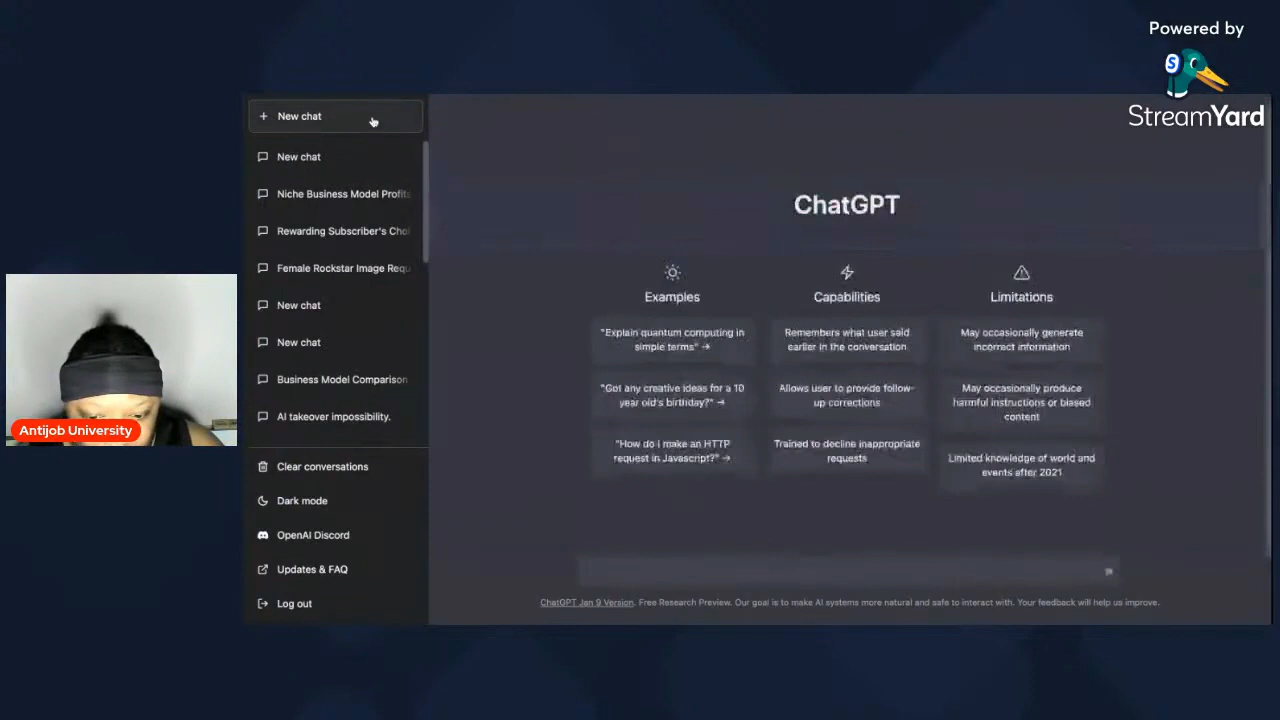 Powered by
StreamYard
+ New chat
New chat
Niche Business Model Profits
Rewarding Subscriber's Choi
Female Rockstar Image Requ
New chat
New chat
Business Model Comparison
AI takeover impossibility.
Clear conversations
Dark mode
OpenAI Discord
Updates & FAQ
Log out
ChatGPT
Examples
"Explain quantum computing in
simple terms" →
"Got any creative ideas for a 10
year old's birthday?" →
"How do I make an HTTP
request in Javascript?" →
Capabilities
Remembers what user said
earlier in the conversation
Allows user to provide follow-
up corrections
Trained to decline inappropriate
requests
Limitations
May occasionally generate
incorrect information
May occasionally produce
harmful instructions or biased
content
Limited knowledge of world and
events after 2021
ChatGPT Jan 9 Version. Free Research Preview. Our goal is to make AI systems more natural and safe to interact with. Your feedback will help us improve.
Antijob University